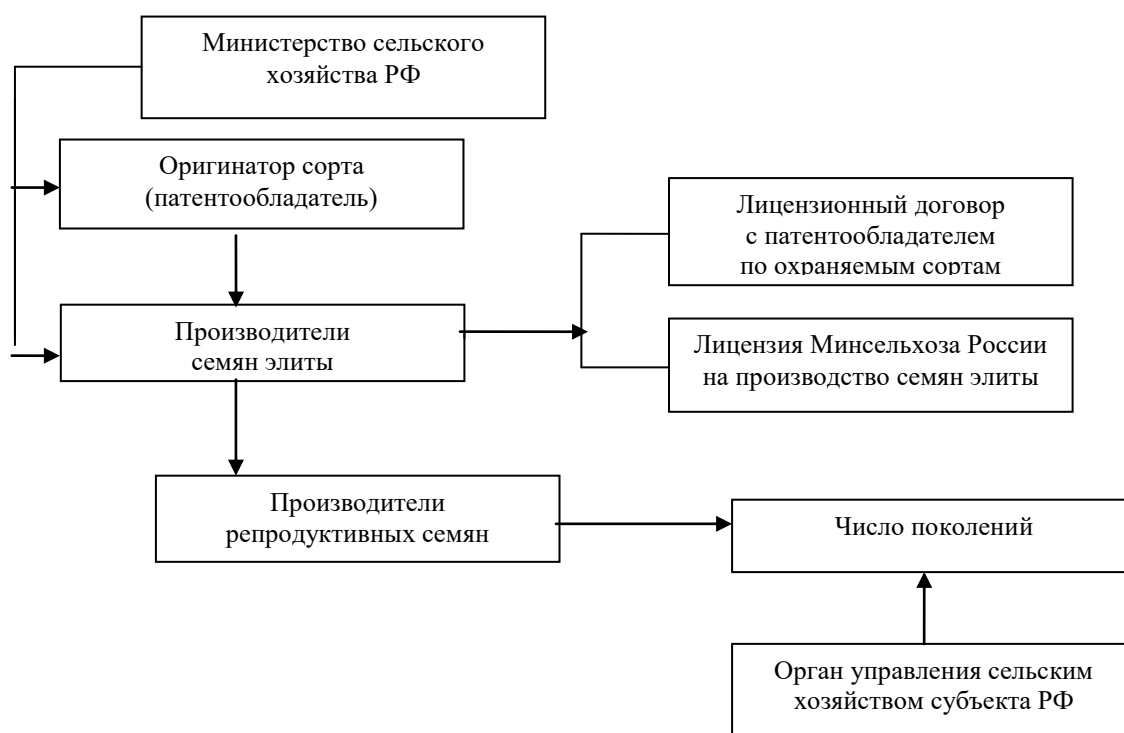 Министерство сельского
хозяйства РФ
Оригинатор сорта
(патентообладатель)
Лицензионный договор
с патентообладателем
по охраняемым сортам
Производители
семян элиты
Лицензия Минсельхоза России
на производство семян элиты
Производители
репродуктивных семян
Число поколений
Орган управления сельским
хозяйством субъекта РФ